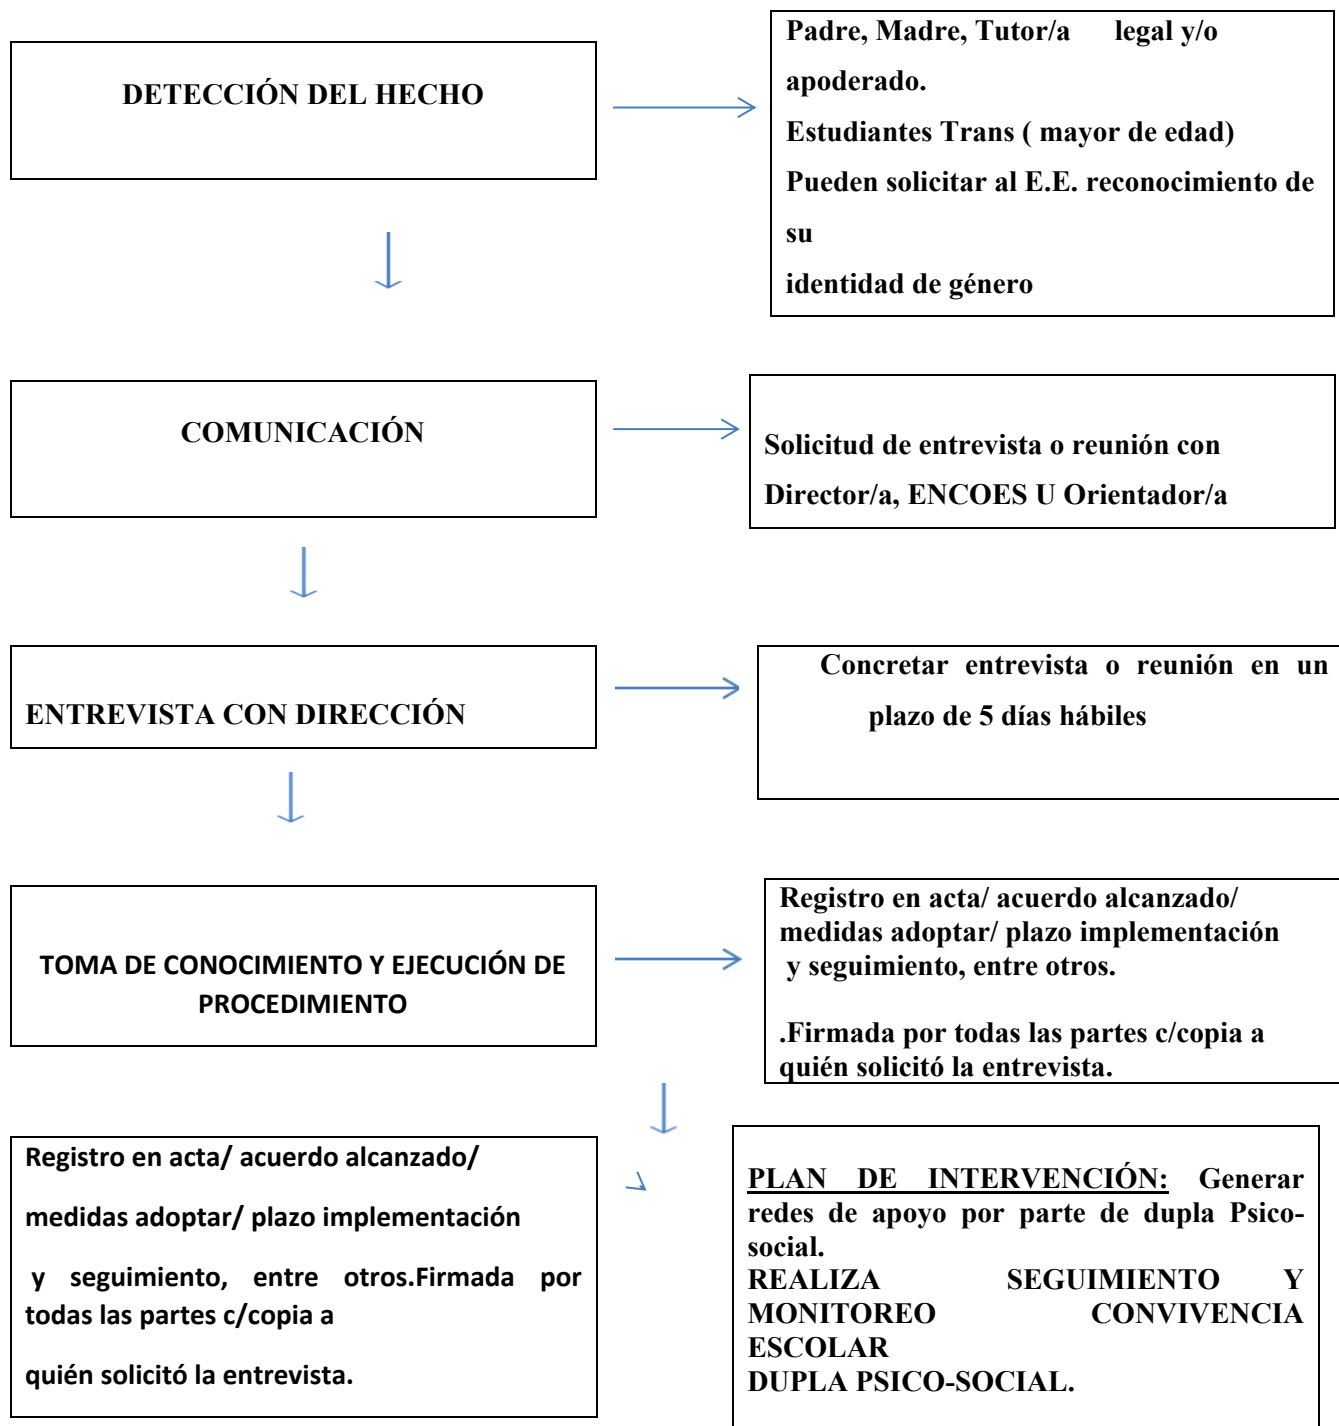 DETECCIÓN DEL HECHO
Padre, Madre, Tutor/a legal y/o
apoderado.
Estudiantes Trans ( mayor de edad)
Pueden solicitar al E.E. reconocimiento de
su
identidad de género
COMUNICACIÓN
Solicitud de entrevista o reunión con
Director/a, ENCOES U Orientador/a
ENTREVISTA CON DIRECCIÓN
Concretar entrevista o reunión en un
plazo de 5 días hábiles
TOMA DE CONOCIMIENTO Y EJECUCIÓN DE
PROCEDIMIENTO
Registro en acta/ acuerdo alcanzado/
medidas adoptar/ plazo implementación
y seguimiento, entre otros.
.Firmada por todas las partes c/copia a
quién solicitó la entrevista.
Registro en acta/ acuerdo alcanzado/
medidas adoptar/ plazo implementación
y seguimiento, entre otros.Firmada por
todas las partes c/copia a
quién solicitó la entrevista.
PLAN DE INTERVENCIÓN: Generar
redes de apoyo por parte de dupla Psico-
social.
REALIZA SEGUIMIENTO Y
MONITOREO CONVIVENCIA
ESCOLAR
DUPLA PSICO-SOCIAL.